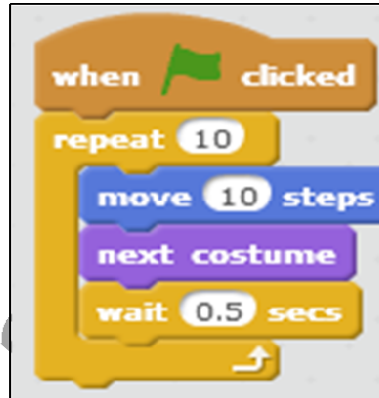 when clicked
repeat 10
move 10 steps
next costume
wait 0.5 secs